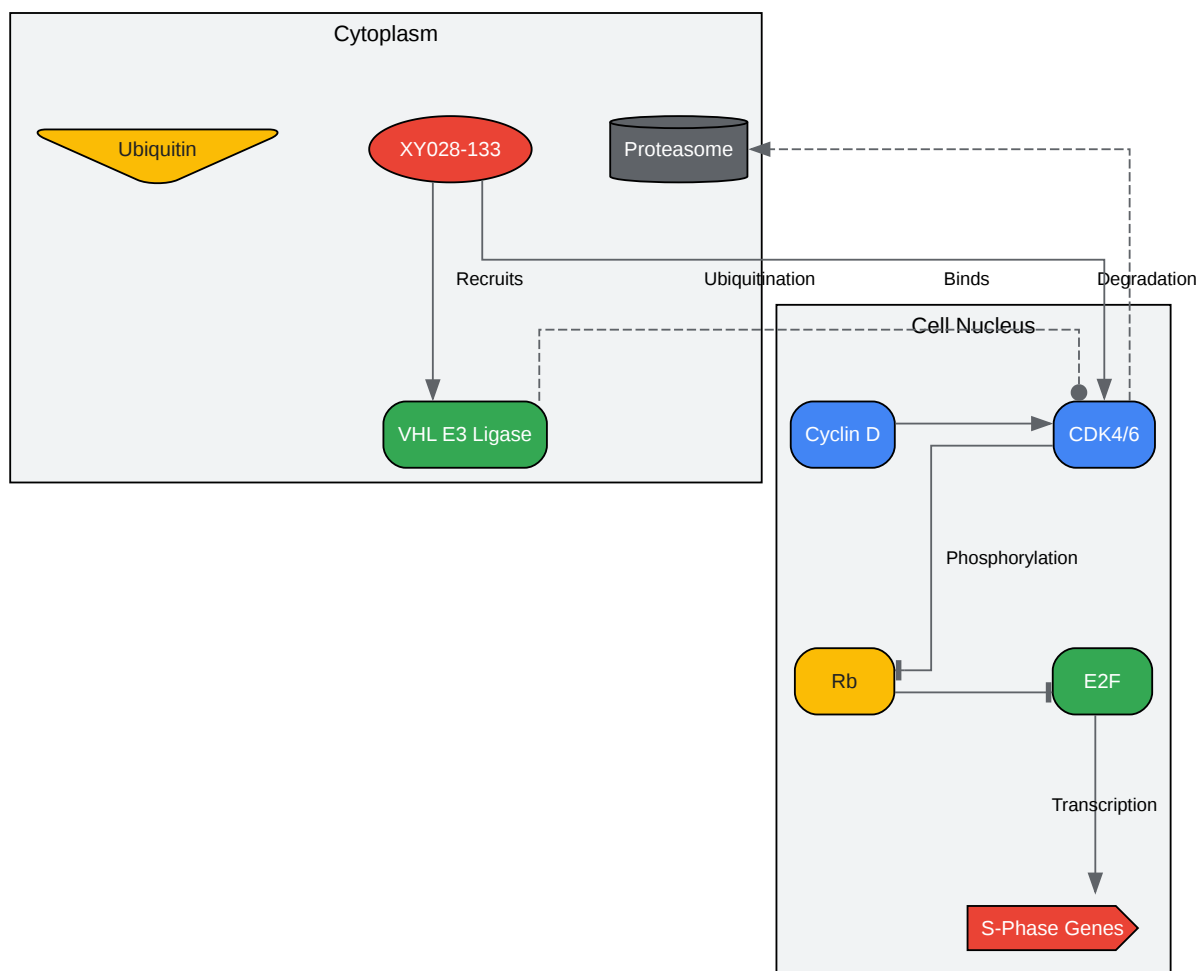 Cytoplasm
Ubiquitin
XY028-133
Proteasome
Recruits
Ubiquitination
Binds
Degradation
Cell Nucleus
VHL E3 Ligase
Cyclin D
CDK4/6
Phosphorylation
Rb
E2F
Transcription
S-Phase Genes